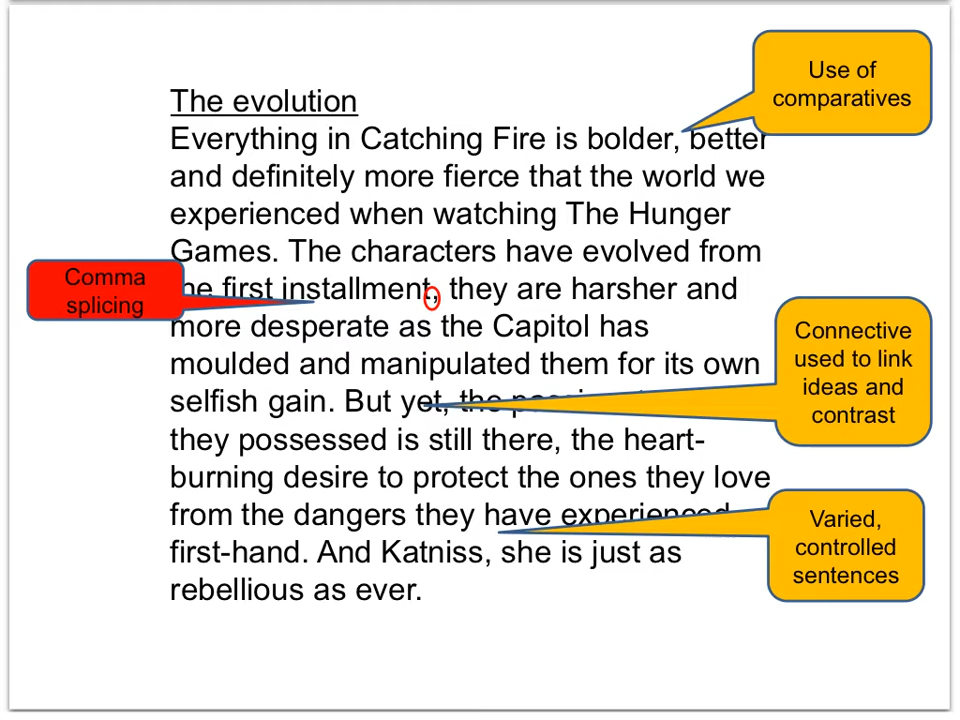 The evolution
Everything in Catching Fire is bolder, better
and definitely more fierce that the world we
experienced when watching The Hunger
Games. The characters have evolved from
the first installment, they are harsher and
more desperate as the Capitol has
moulded and manipulated them for its own
selfish gain. But yet, the
they possessed is still there, the heart-
burning desire to protect the ones they love
from the dangers they have experienced
first-hand. And Katniss, she is just as
rebellious as ever.
Use of
comparatives
Comma
splicing
Connective
used to link
ideas and
contrast
Varied,
controlled
sentences